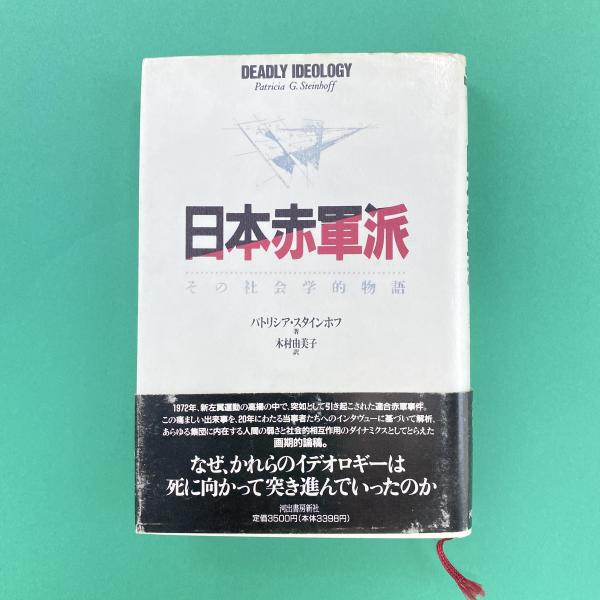 DEADLY IDEOLOGY
Patricia G. Steinhoff
日本赤軍派
その社会学的物語
パトリシア・スタインホフ
著
木村由美子
訳
1972年、新左翼運動の高揚の中で、突如として引き起こされた連合赤軍事件。
この痛ましい出来事を、20年にわたる当事者たちへのインタヴューに基づいて解析、
あらゆる集団に内在する人間の弱さと社会的相互作用のダイナミクスとしてとらえた
画期的論稿。
なぜ、かれらのイデオロギーは
死に向かって突き進んでいったのか
河出書房新社
定価3500円(本体3398円)